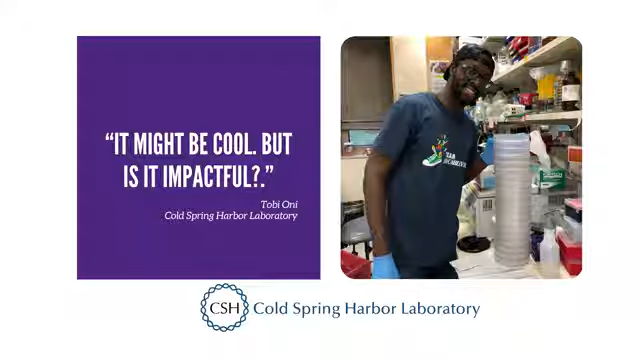 “IT MIGHT BE COOL. BUT
IS IT IMPACTFUL?.”
Tobi Oni
Cold Spring Harbor Laboratory
CSH Cold Spring Harbor Laboratory